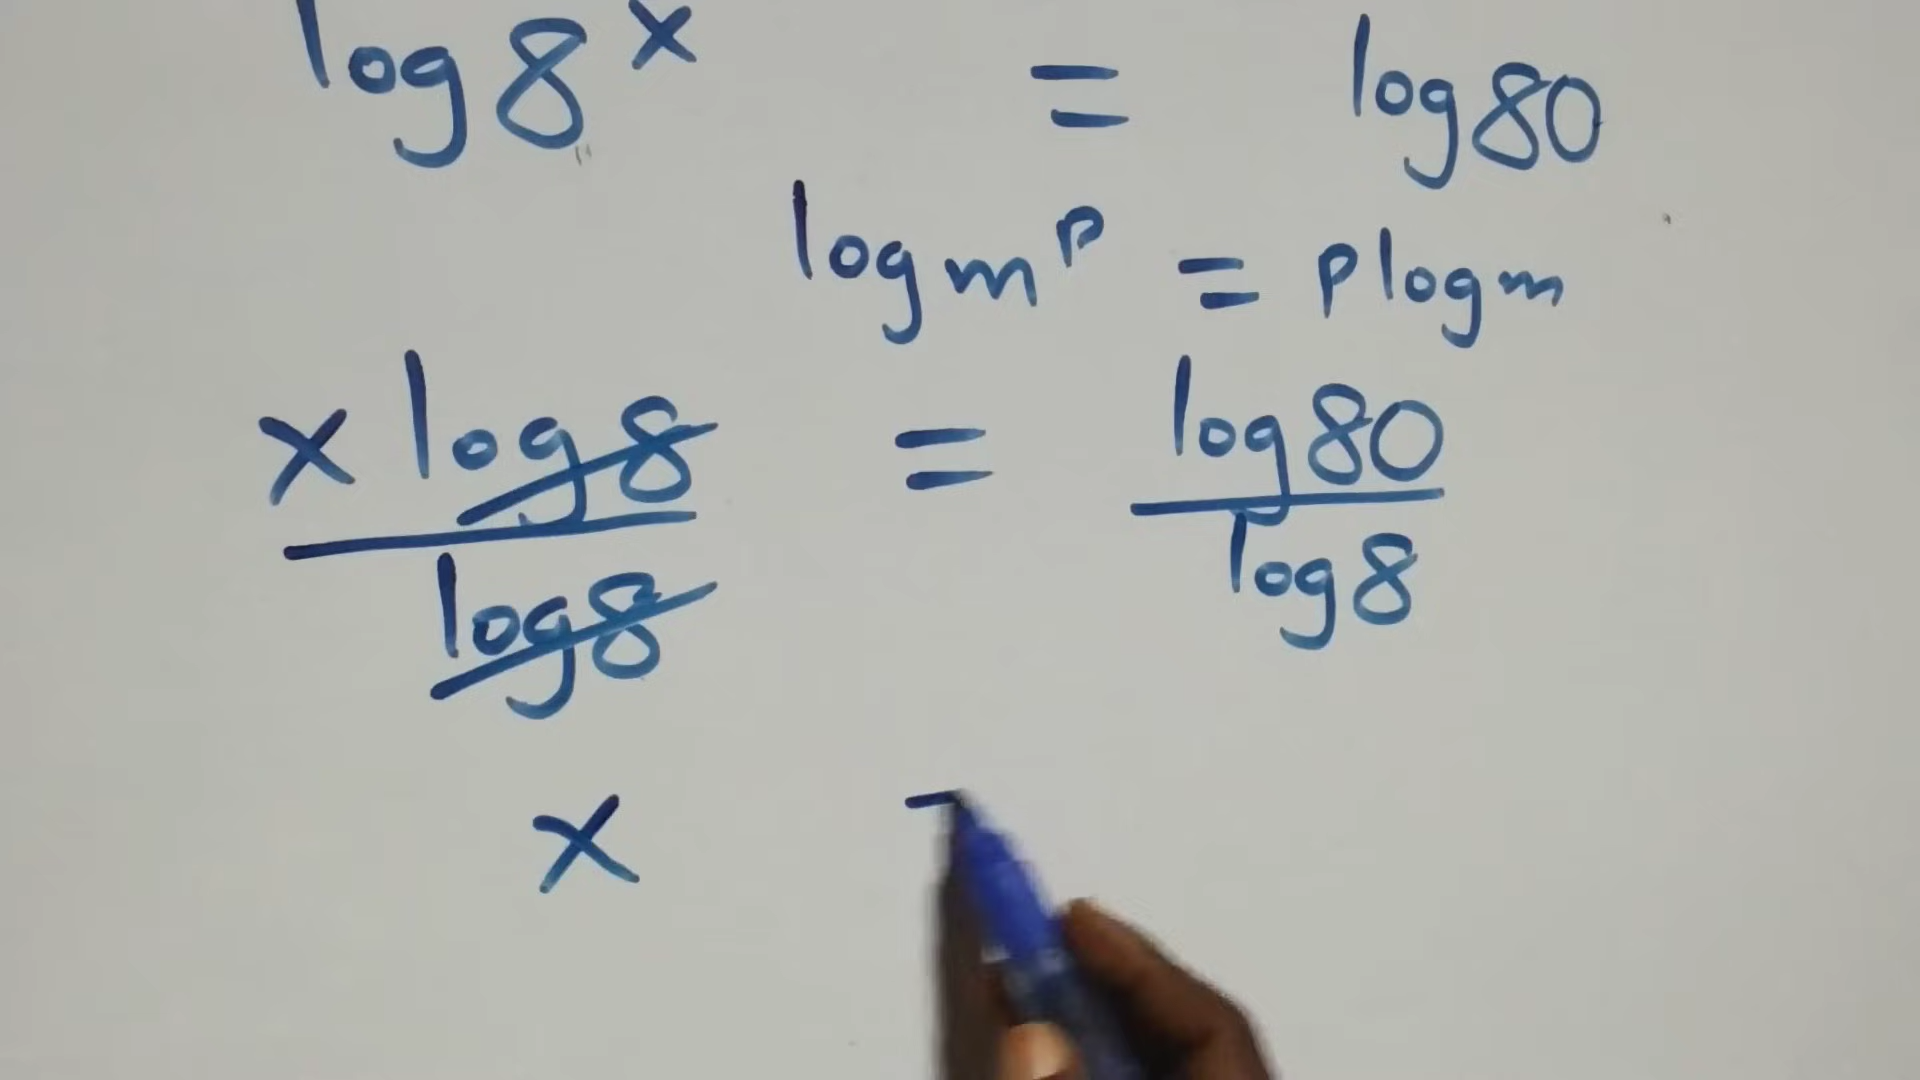 log 8^x = log 80
log m^p = p log m
x log 8 / log 8 = log 80 / log 8
x